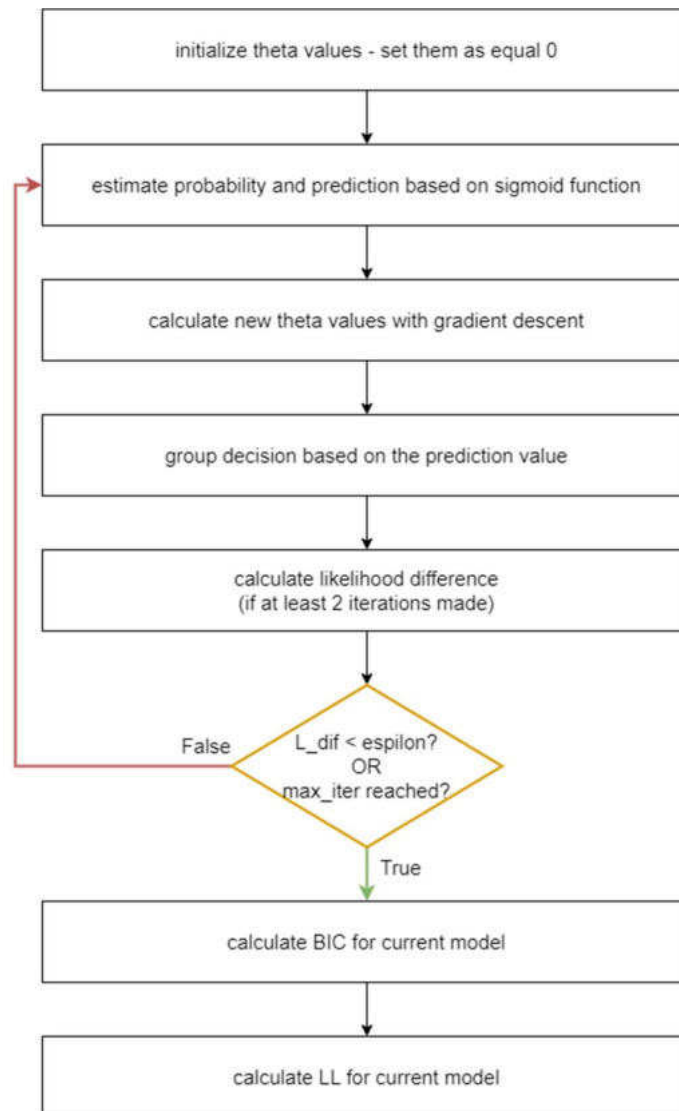 initialize theta values - set them as equal 0
estimate probability and prediction based on sigmoid function
calculate new theta values with gradient descent
group decision based on the prediction value
calculate likelihood difference
(if at least 2 iterations made)
False
L_dif < espilon?
OR
max_iter reached?
True
calculate BIC for current model
calculate LL for current model